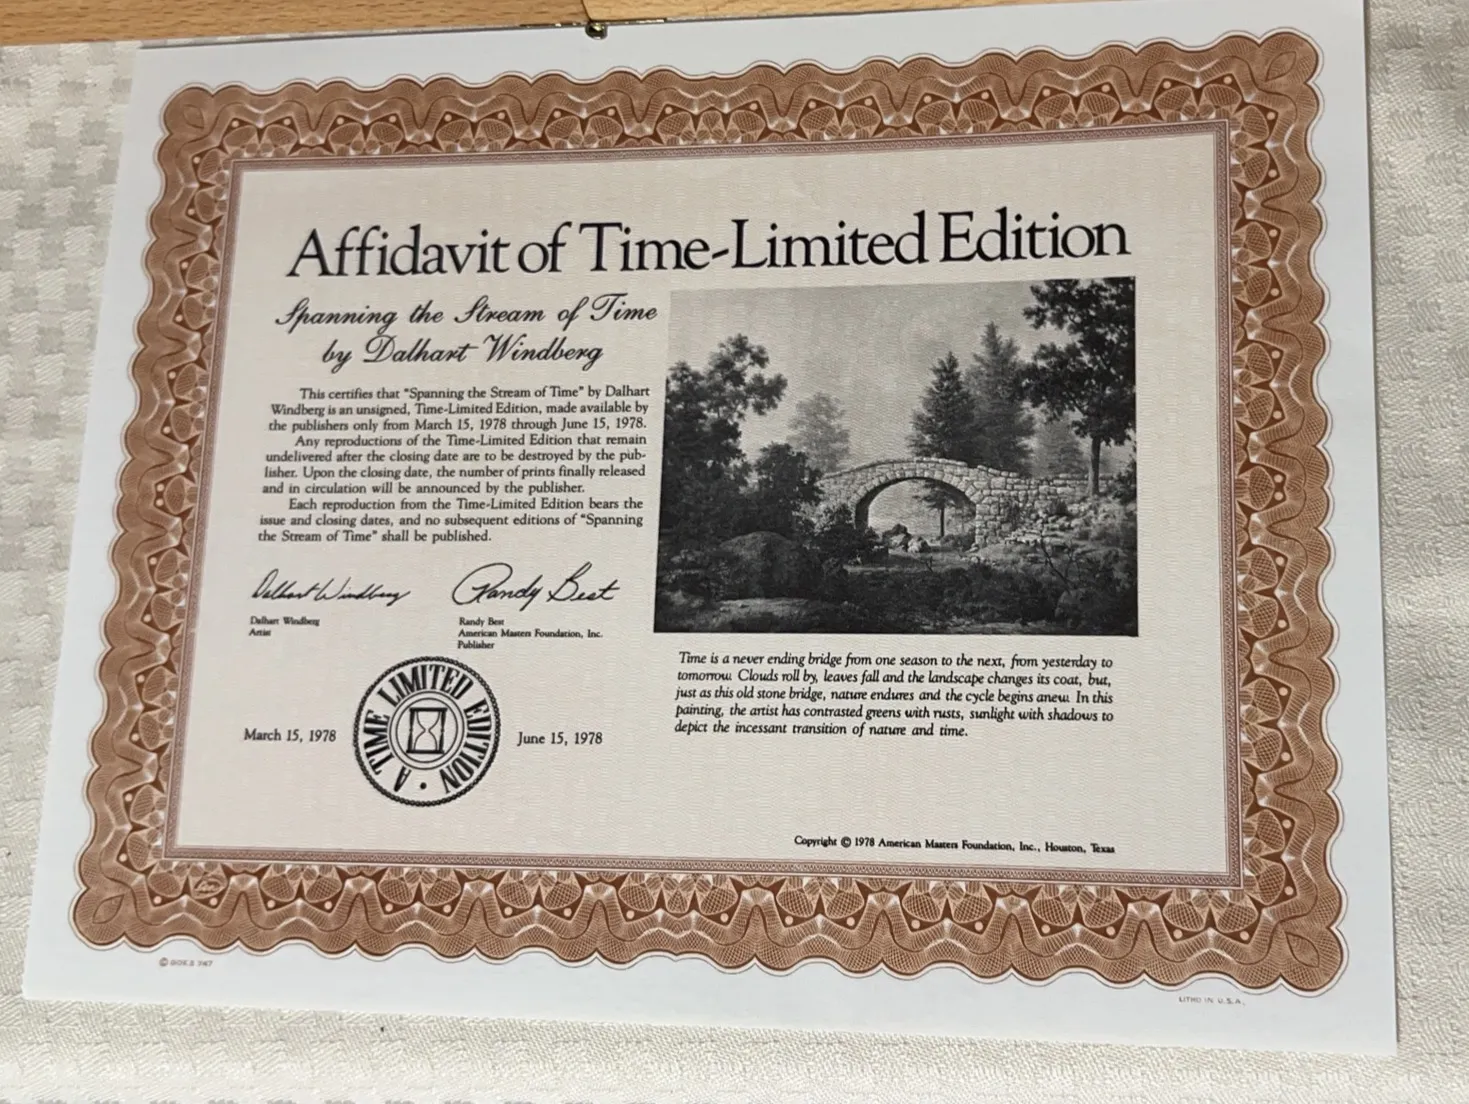 Affidavit of Time-Limited Edition
Spanning the Stream of Time
by Dalhart Windberg
This certifies that "Spanning the Stream of Time" by Dalhart
Windberg is an unsigned, Time-Limited Edition, made available by
the publishers only from March 15, 1978 through June 15, 1978.
Any reproductions of the Time-Limited Edition that remain
undelivered after the closing date are to be destroyed by the pub-
lisher. Upon the closing date, the number of prints finally released
and in circulation will be announced by the publisher.
Each reproduction from the Time-Limited Edition bears the
issue and closing dates, and no subsequent editions of "Spanning
the Stream of Time" shall be published.
Dalhart Windberg
Dalhart Windberg
Artist
Randy Best
Randy Best
American Masters Foundation, Inc.
Publisher
March 15, 1978
A TIME LIMITED EDITION •
June 15, 1978
Time is a never ending bridge from one season to the next, from yesterday to
tomorrow. Clouds roll by, leaves fall and the landscape changes its coat, but,
just as this old stone bridge, nature endures and the cycle begins anew. In this
painting, the artist has contrasted greens with rusts, sunlight with shadows to
depict the incessant transition of nature and time.
Copyright © 1978 American Masters Foundation, Inc., Houston, Texas
© GOES 747
LITHO IN U.S.A.